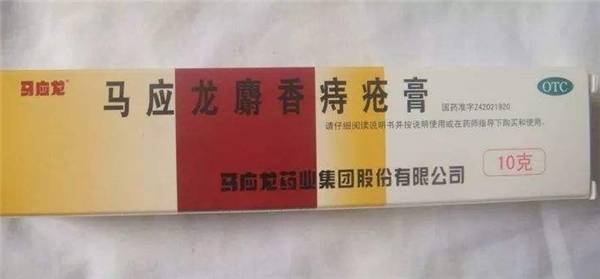 马应龙®
马应龙麝香痔疮膏
国药准字Z42021920
OTC
请仔细阅读说明书并按说明使用或在药师指导下购买和使用。
10克
马应龙药业集团股份有限公司